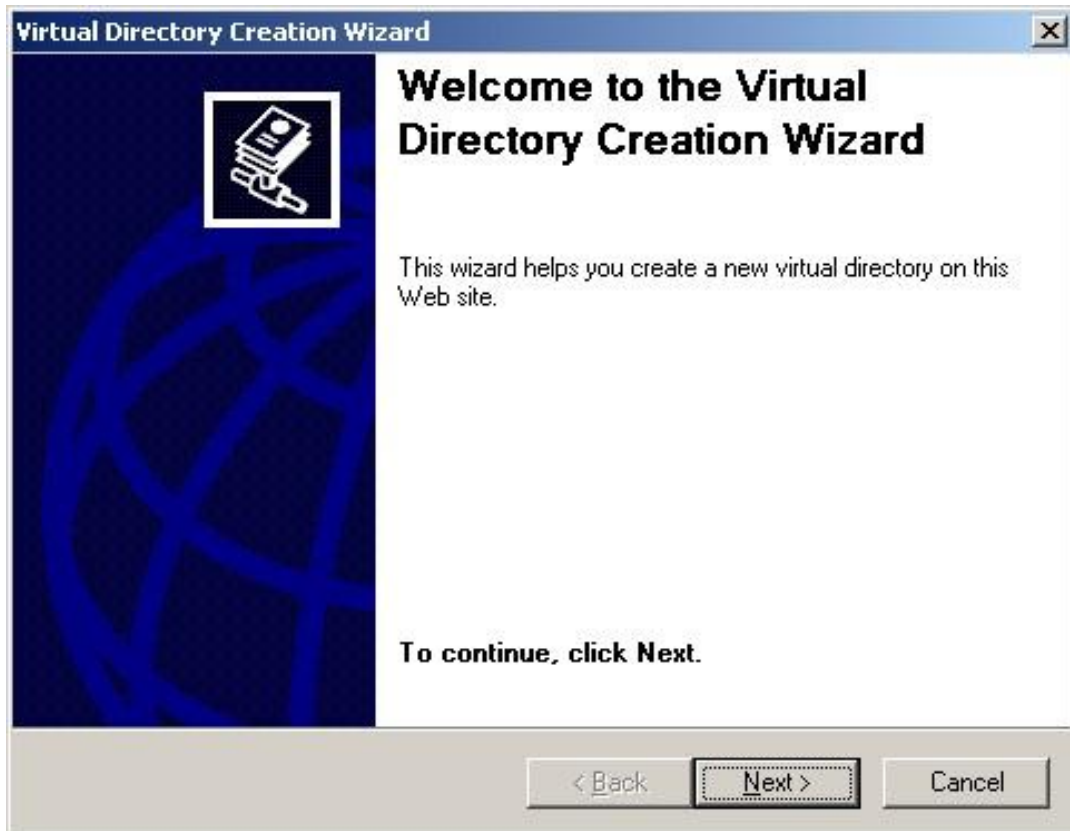 Virtual Directory Creation Wizard
Welcome to the Virtual
Directory Creation Wizard
This wizard helps you create a new virtual directory on this
Web site.
To continue, click Next.
< Back
Next >
Cancel